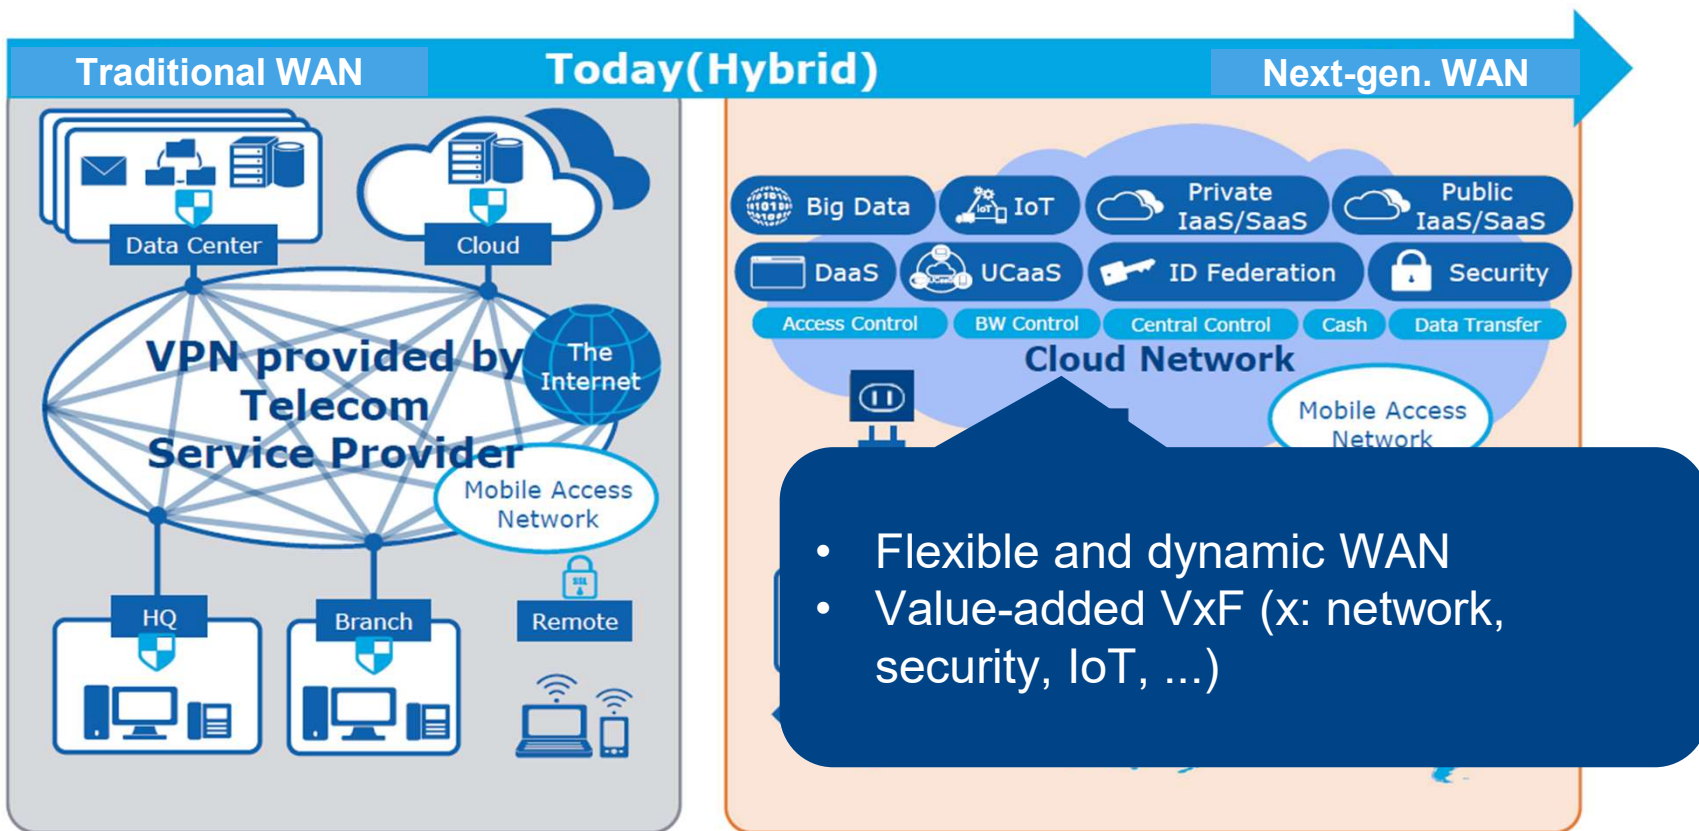 Traditional WAN
Today(Hybrid)
Next-gen. WAN
Data Center
Cloud
VPN provided by
Telecom
Service Provider
The
Internet
Mobile Access
Network
HQ
Branch
SSL
Remote
Big Data
IoT
IoT
Private
IaaS/SaaS
Public
IaaS/SaaS
DaaS
UCaaS
UCaaS
ID Federation
Security
Access Control
BW Control
Central Control
Cash
Data Transfer
Cloud Network
Mobile Access
Network
• Flexible and dynamic WAN
• Value-added VxF (x: network,
security, IoT, ...)